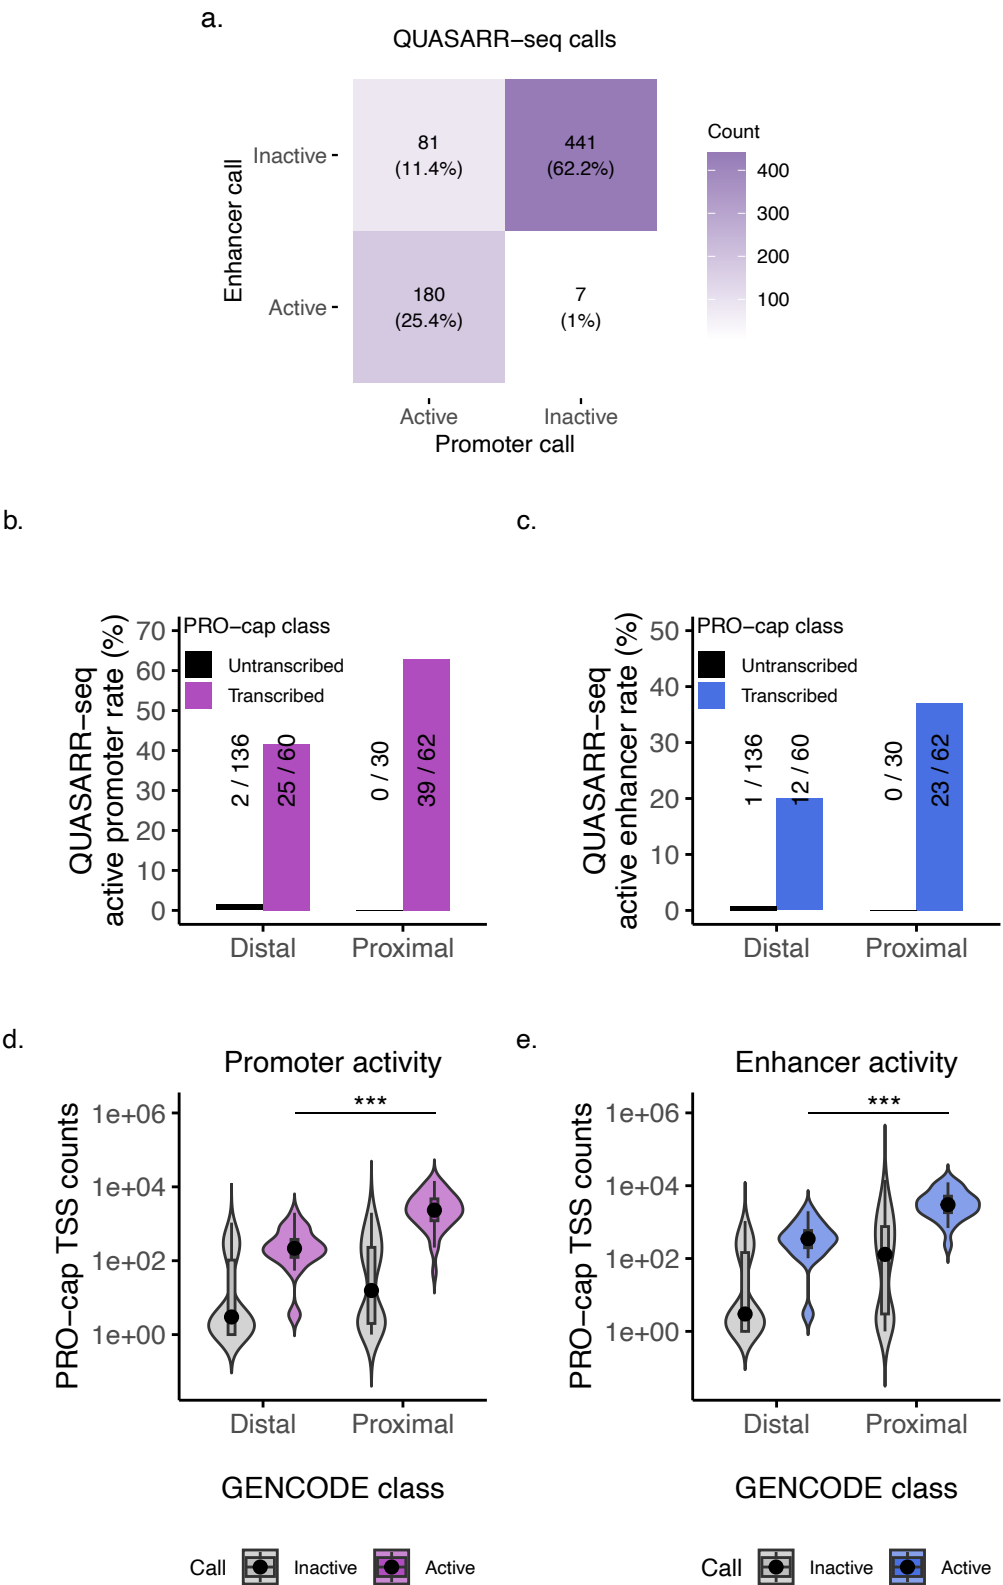 a.
QUASARR−seq calls
Enhancer call
Inactive
Active
81
(11.4%)
441
(62.2%)
180
(25.4%)
7
(1%)
Active
Inactive
Promoter call
Count
400
300
200
100
b.
QUASARR−seq
active promoter rate (%)
70
60
50
40
30
20
10
0
PRO−cap class
Untranscribed
Transcribed
2 / 136
25 / 60
0 / 30
39 / 62
Distal
Proximal
c.
QUASARR−seq
active enhancer rate (%)
50
40
30
20
10
0
PRO−cap class
Untranscribed
Transcribed
1 / 136
12 / 60
0 / 30
23 / 62
Distal
Proximal
d.
Promoter activity
PRO−cap TSS counts
1e+06
1e+04
1e+02
1e+00
***
Distal
Proximal
GENCODE class
Call
Inactive
Active
e.
Enhancer activity
PRO−cap TSS counts
1e+06
1e+04
1e+02
1e+00
***
Distal
Proximal
GENCODE class
Call
Inactive
Active